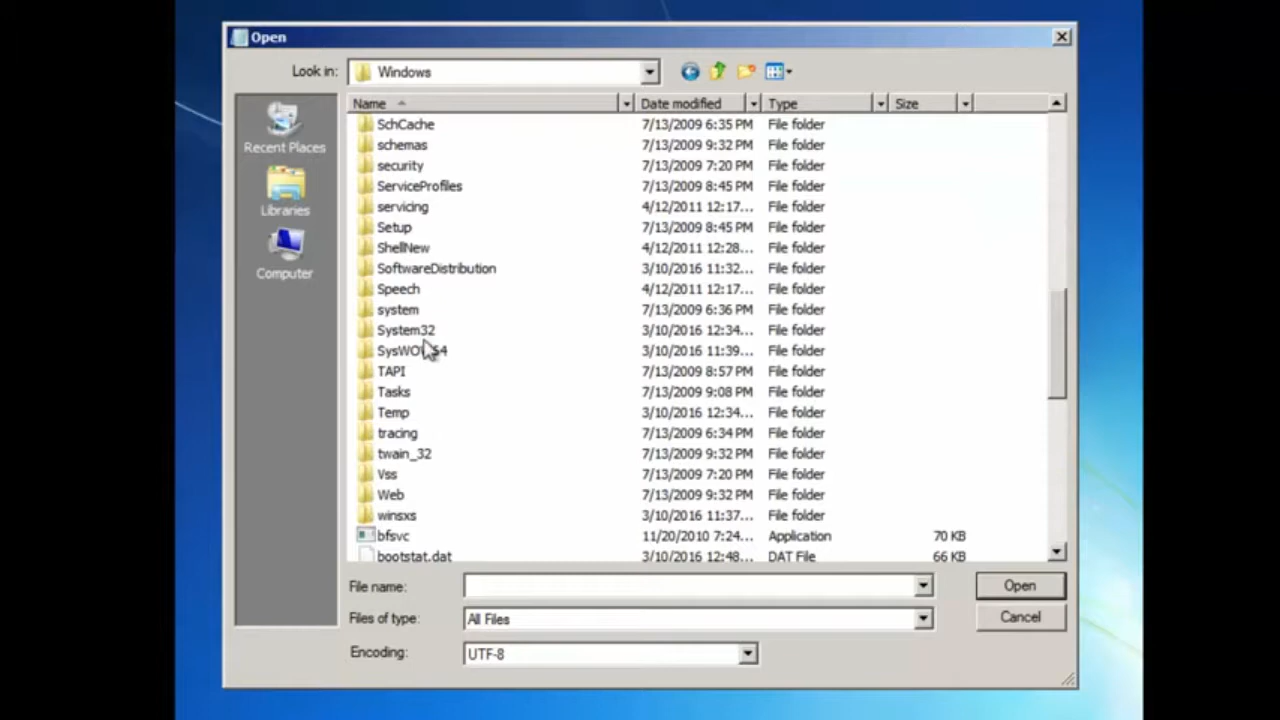 Open
Look in: Windows
Name Date modified Type Size
Recent Places
Libraries
Computer
SchCache 7/13/2009 6:35 PM File folder
schemas 7/13/2009 9:32 PM File folder
security 7/13/2009 7:20 PM File folder
ServiceProfiles 7/13/2009 8:45 PM File folder
servicing 4/12/2011 12:17... File folder
Setup 7/13/2009 8:45 PM File folder
ShellNew 4/12/2011 12:28... File folder
SoftwareDistribution 3/10/2016 11:32... File folder
Speech 4/12/2011 12:17... File folder
system 7/13/2009 6:36 PM File folder
System32 3/10/2016 12:34... File folder
SysWOW64 3/10/2016 11:39... File folder
TAPI 7/13/2009 8:57 PM File folder
Tasks 7/13/2009 9:08 PM File folder
Temp 3/10/2016 12:34... File folder
tracing 7/13/2009 6:34 PM File folder
twain_32 7/13/2009 9:32 PM File folder
Vss 7/13/2009 7:20 PM File folder
Web 7/13/2009 9:32 PM File folder
winsxs 3/10/2016 11:37... File folder
bfsvc 11/20/2010 7:24... Application 70 KB
bootstat.dat 3/10/2016 12:48... DAT File 66 KB
File name: Open
Files of type: All Files Cancel
Encoding: UTF-8